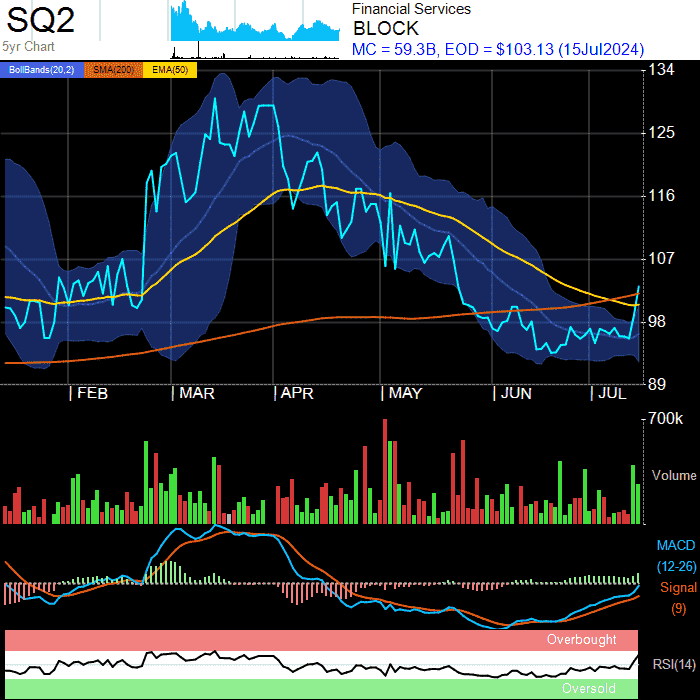 SQ2
5yr Chart
Financial Services
BLOCK
MC = 59.3B, EOD = $103.13 (15Jul2024)
BollBands(20,2) SMA(200) EMA(50)
134
125
116
107
98
89
FEB MAR APR MAY JUN JUL
700k
Volume
MACD
(12-26)
Signal
(9)
Overbought
RSI(14)
Oversold